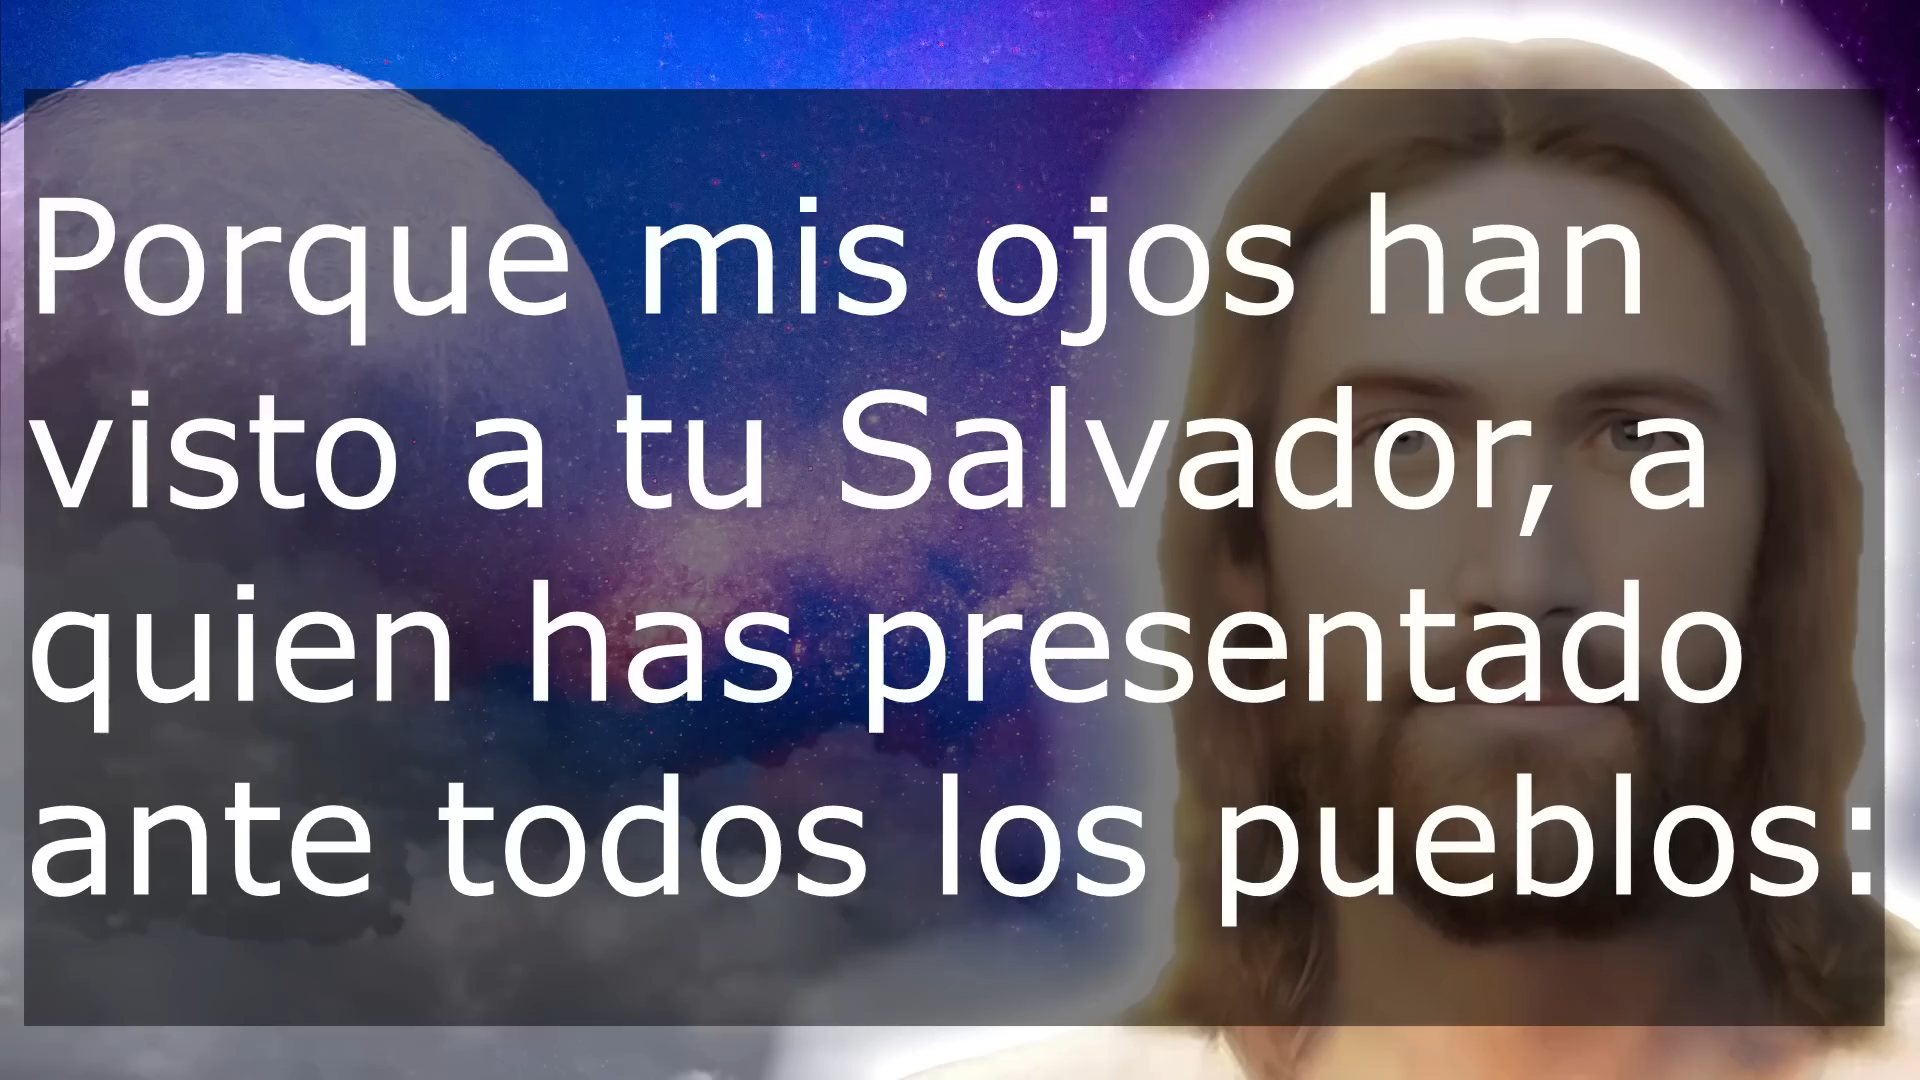 Porque mis ojos han
visto a tu Salvador, a
quien has presentado
ante todos los pueblos: